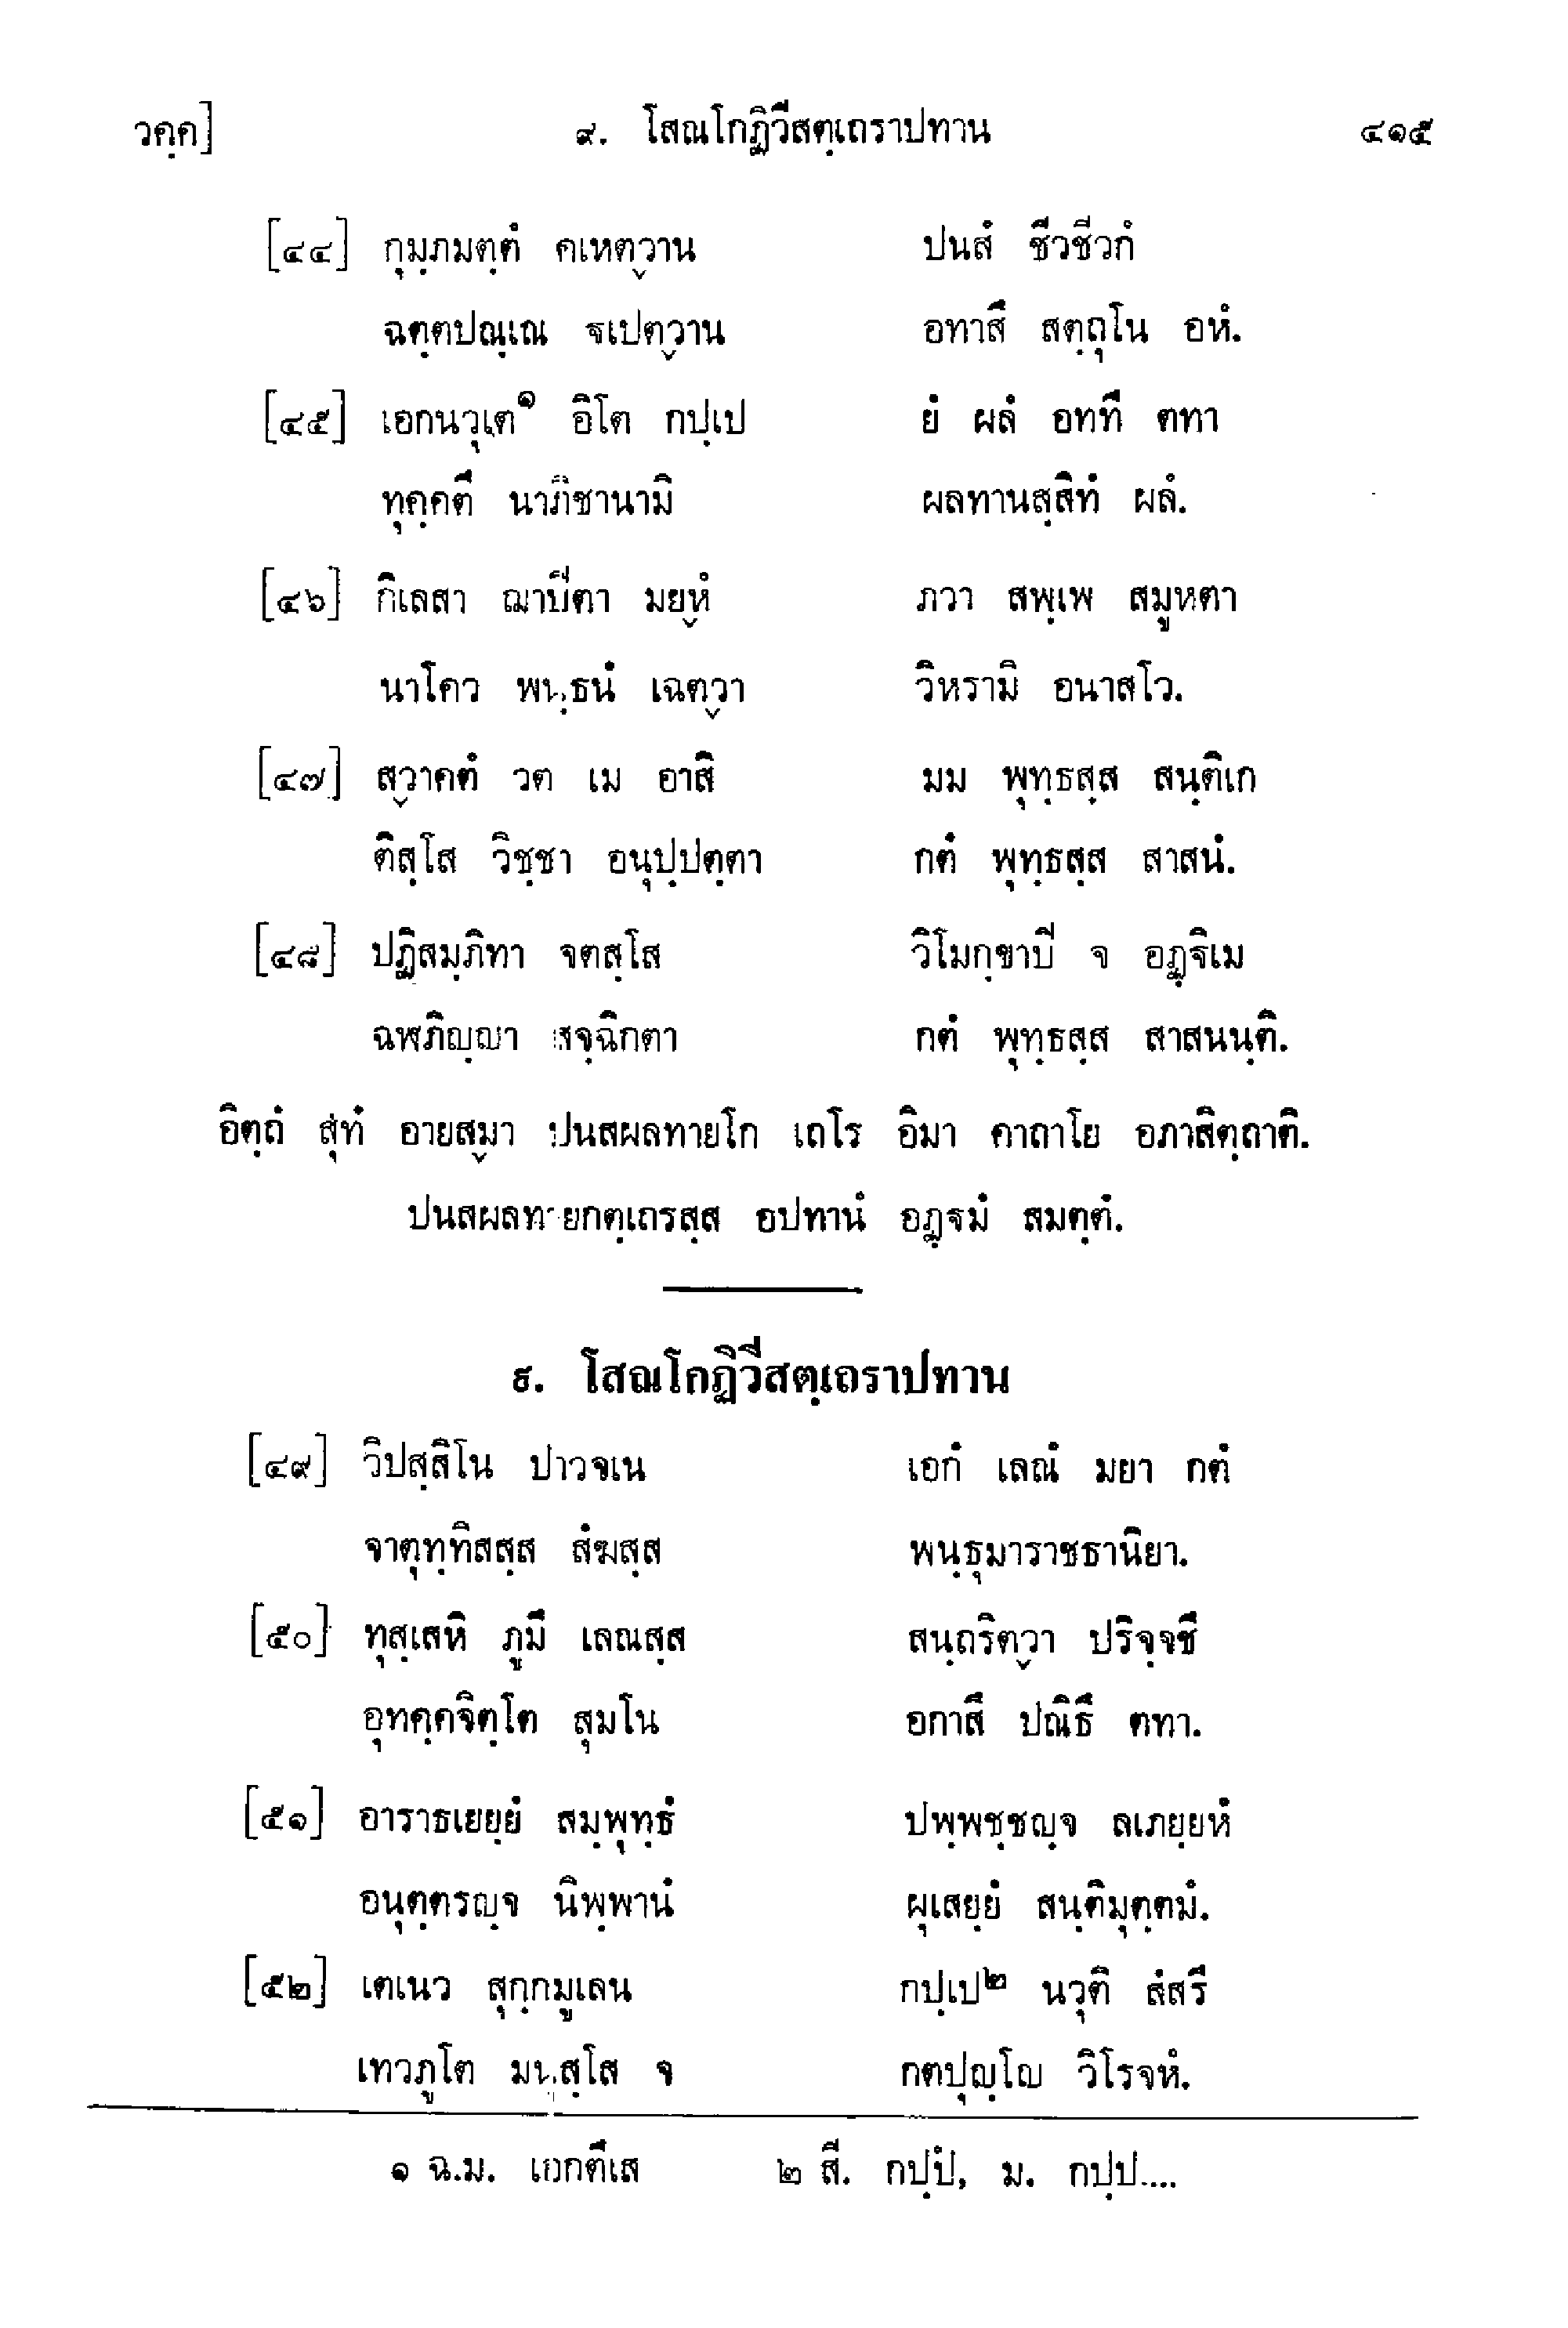 วคฺค] ๙. โสณโกฏิวีสตฺเถราปทาน ๔๑๕
[๔๔] กุมฺภมตฺตํ คเหตฺวาน ปนสํ ชีวชีวกํ
ฉตฺตปณฺเณ ฐเปตฺวาน อทาสึ สตฺถุโน อหํ.
[๔๕] เอกนวุเต๑ อิโต กปฺเป ยํ ผลํ อททึ ตทา
ทุคฺคตึ นาภิชานามิ ผลทานสฺสิทํ ผลํ.
[๔๖] กิเลสา ฌาปิตา มยฺหํ ภวา สพฺเพ สมูหตา
นาโคว พนฺธนํ เฉตฺวา วิหรามิ อนาสโว.
[๔๗] สฺวาคตํ วต เม อาสิ มม พุทฺธสฺส สนฺติเก
ติสฺโส วิชฺชา อนุปฺปตฺตา กตํ พุทฺธสฺส สาสนํ.
[๔๘] ปฏิสมฺภิทา จตสฺโส วิโมกฺขาปิ จ อฏฺฐิเม
ฉฬภิญฺญา สจฺฉิกตา กตํ พุทฺธสฺส สาสนนฺติ.
อิตฺถํ สุทํ อายสฺมา ปนสผลทายโก เถโร อิมา คาถาโย อภาสิตฺถาติ.
ปนสผลทายกตฺเถรสฺส อปทานํ อฏฺฐมํ สมตฺตํ.
๙. โสณโกฏิวีสตฺเถราปทาน
[๔๙] วิปสฺสิโน ปาวจเน เอกํ เลณํ มยา กตํ
จาตุทฺทิสสฺส สํฆสฺส พนฺธุมาราชธานิยา.
[๕๐] ทุสฺเสหิ ภูมึ เลณสฺส สนฺถริตฺวา ปริจฺจชึ
อุทคฺคจิตฺโต สุมโน อกาสึ ปณิธึ ตทา.
[๕๑] อาราธเยยฺยํ สมฺพุทฺธํ ปพฺพชฺชญฺจ ลเภยฺยหํ
อนุตฺตรญฺจ นิพฺพานํ ผุเสยฺยํ สนฺติมุตฺตมํ.
[๕๒] เตเนว สุกฺกมูเลน กปฺเป๒ นวุติ สํสรึ
เทวภูโต มนุสฺโส จ กตปุญฺโญ วิโรจหํ.
๑ ฉ.ม. เอกตึเส ๒ สี. กปฺปํ, ม. กปฺป....